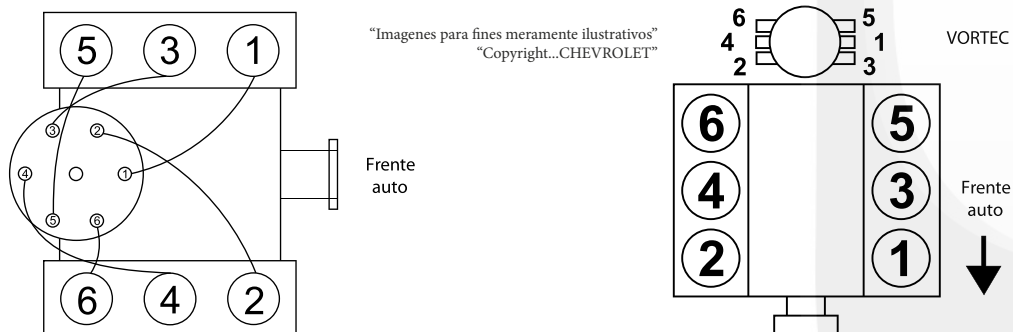 5 3 1
3 2
4 1
5 6
6 4 2
Frente
auto
“Imagenes para fines meramente ilustrativos”
“Copyright...CHEVROLET”
6 5
4 1
2 3
VORTEC
6 5
4 3
2 1
Frente
auto